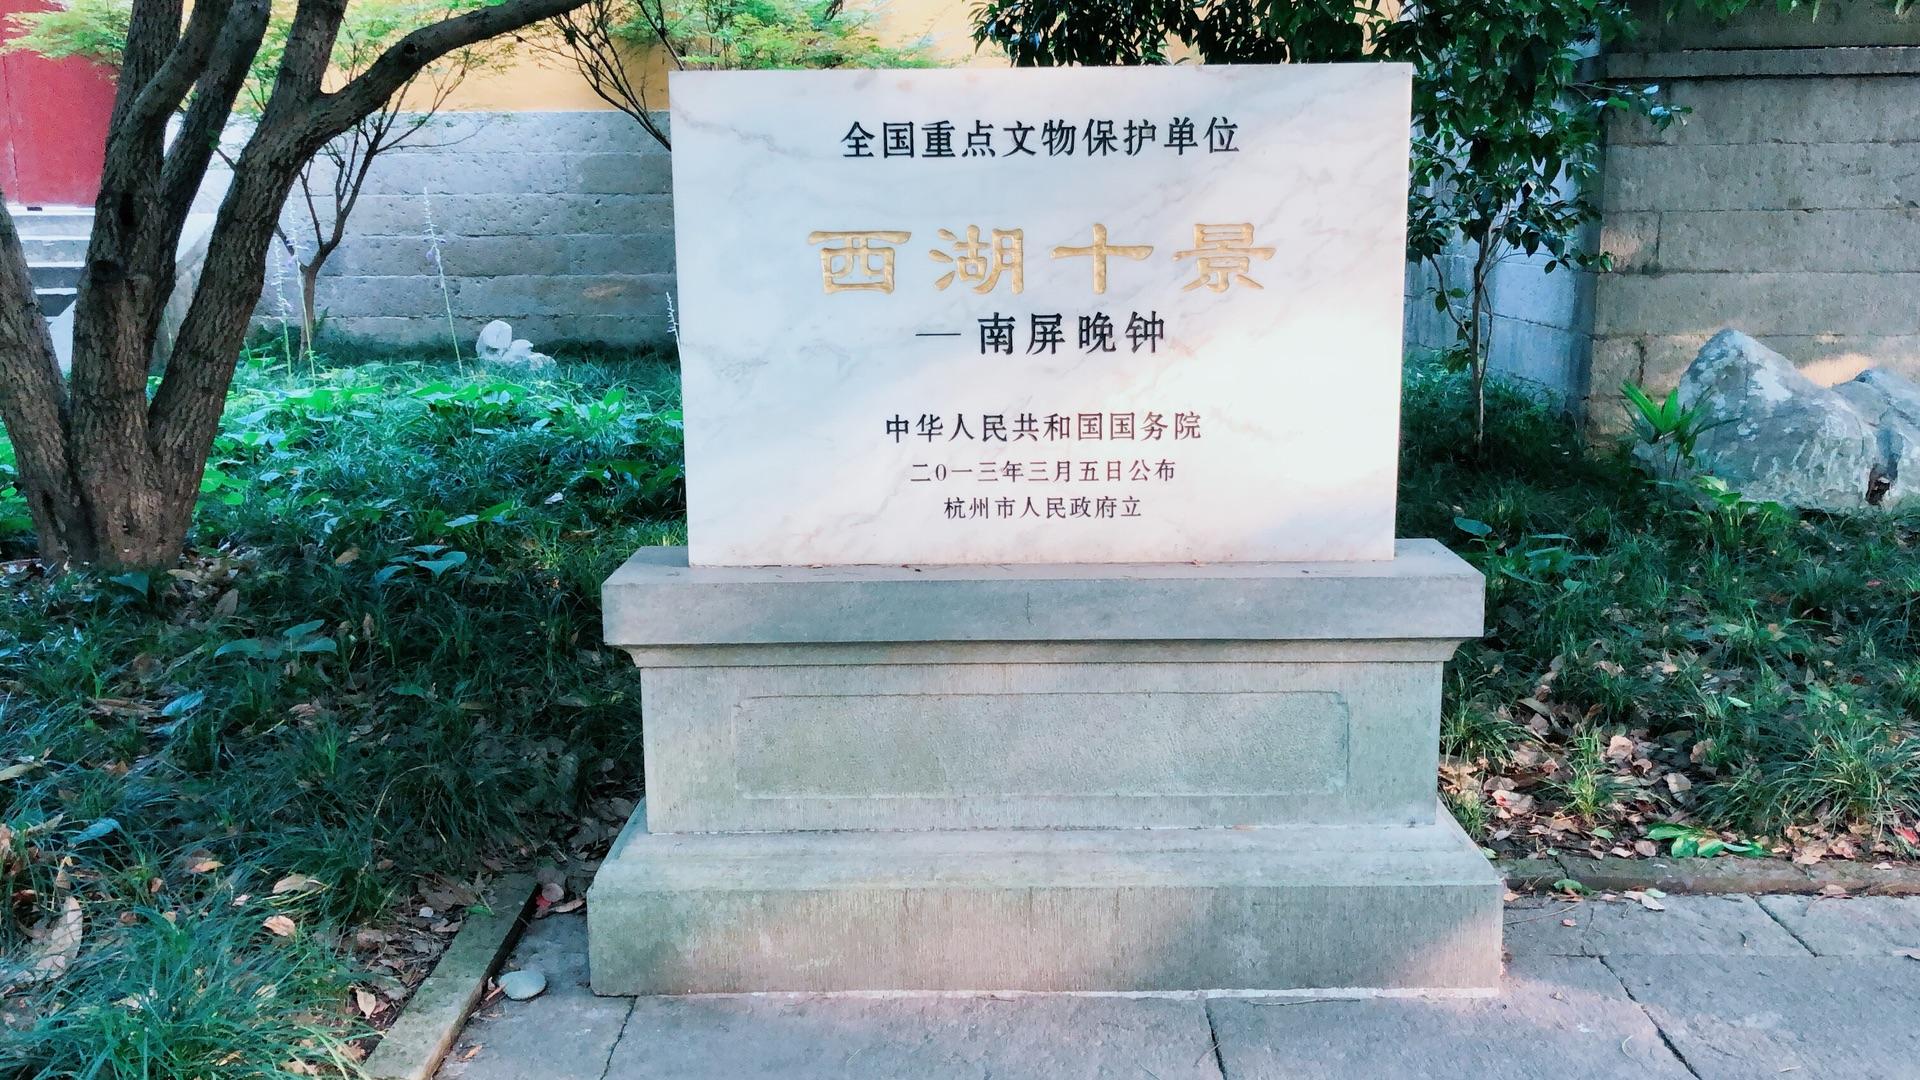 全国重点文物保护单位
西湖十景
—南屏晚钟
中华人民共和国国务院
二0一三年三月五日公布
杭州市人民政府立